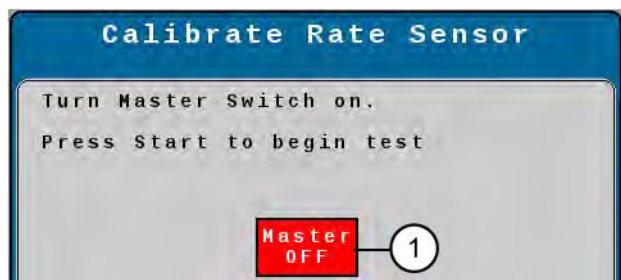 Calibrate Rate Sensor
Turn Master Switch on.
Press Start to begin test
Master
OFF
1